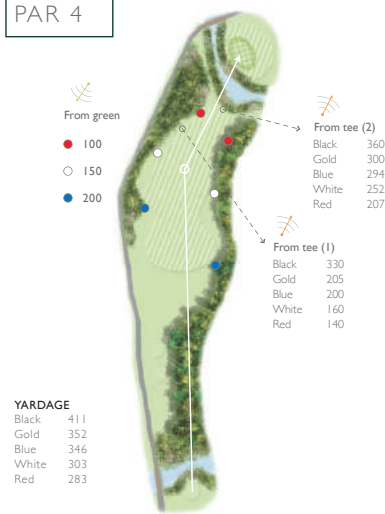 PAR 4
From green
100
150
200
From tee (2)
Black 360
Gold 300
Blue 294
White 252
Red 207
From tee (1)
Black 330
Gold 205
Blue 200
White 160
Red 140
YARDAGE
Black 411
Gold 352
Blue 346
White 303
Red 283